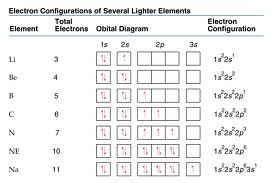 Electron Configurations of Several Lighter Elements
Element Total Electrons Obital Diagram Electron Configuration
1s 2s 2p 3s
Li 3 1s²2s¹
Be 4 1s²2s²
B 5 1s²2s²2p¹
C 6 1s²2s²2p²
N 7 1s²2s²2p³
NE 10 1s²2s²2p⁶
Na 11 1s²2s²2p⁶3s¹